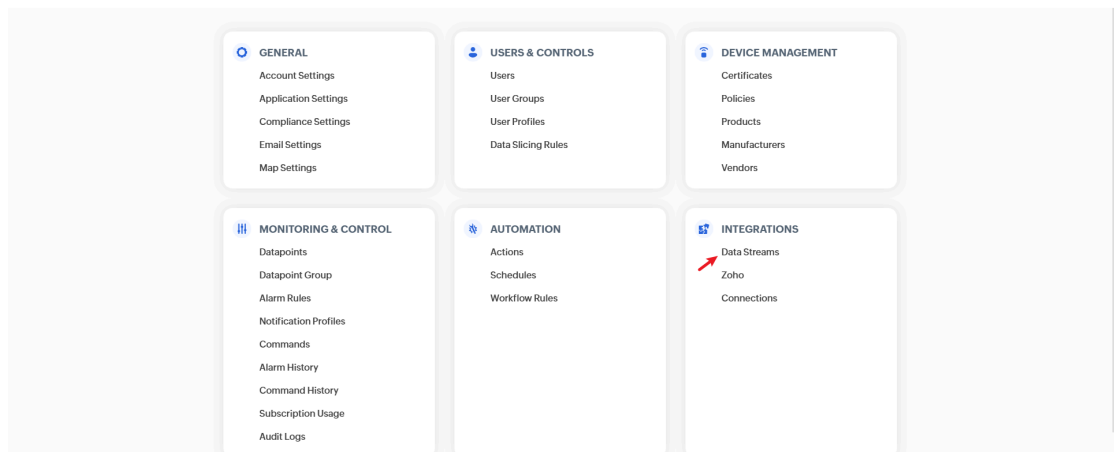 GENERAL
Account Settings
Application Settings
Compliance Settings
Email Settings
Map Settings
USERS & CONTROLS
Users
User Groups
User Profiles
Data Slicing Rules
DEVICE MANAGEMENT
Certificates
Policies
Products
Manufacturers
Vendors
MONITORING & CONTROL
Datapoints
Datapoint Group
Alarm Rules
Notification Profiles
Commands
Alarm History
Command History
Subscription Usage
Audit Logs
AUTOMATION
Actions
Schedules
Workflow Rules
INTEGRATIONS
Data Streams
Zoho
Connections